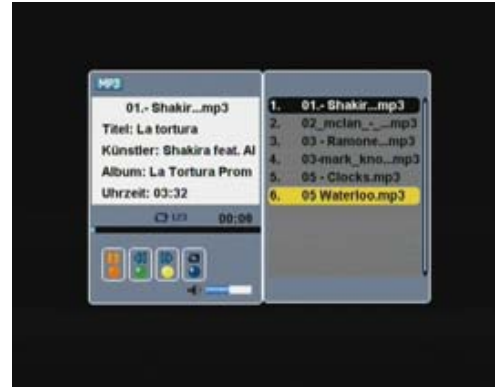 MP3
01.- Shakir...mp3
Titel: La tortura
Künstler: Shakira feat. Al
Album: La Tortura Prom
Uhrzeit: 03:32
1/3 00:06
1. 01.- Shakir...mp3
2. 02_mclan_-_...mp3
3. 03 - Ramone...mp3
4. 03-mark_kno...mp3
5. 05 - Clocks.mp3
6. 05 Waterloo.mp3